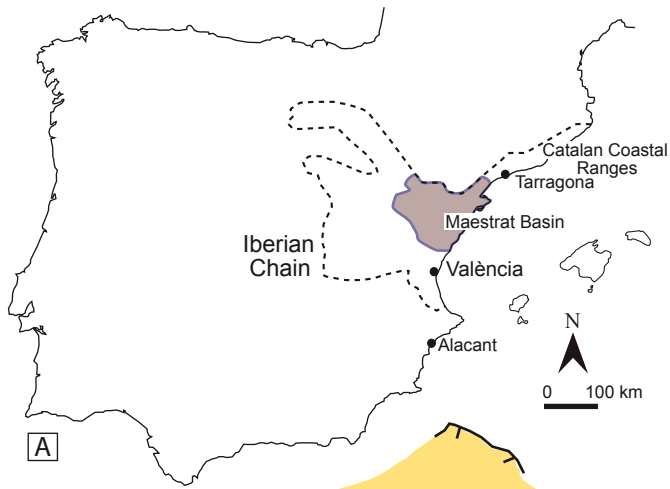 Catalan Coastal
Ranges
Tarragona
Maestrat Basin
Iberian
Chain
València
N
Alacant
0 100 km
A